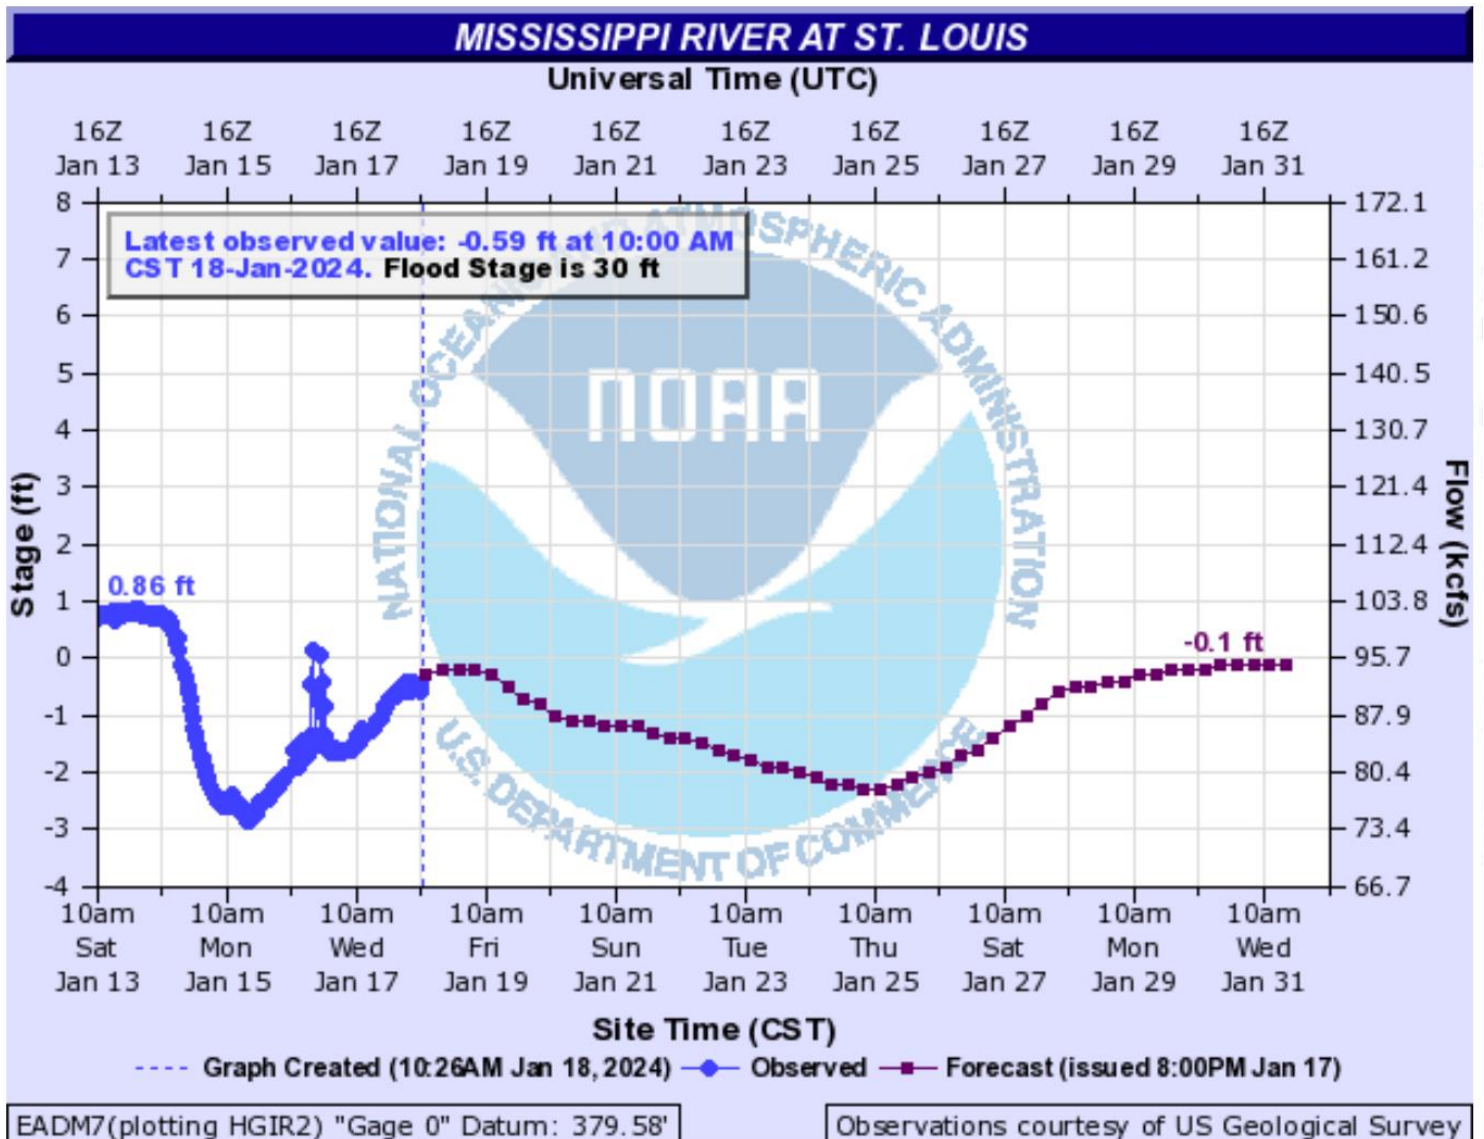 MISSISSIPPI RIVER AT ST. LOUIS
Universal Time (UTC)
16Z 16Z 16Z 16Z 16Z 16Z 16Z 16Z 16Z 16Z
Jan 13 Jan 15 Jan 17 Jan 19 Jan 21 Jan 23 Jan 25 Jan 27 Jan 29 Jan 31
8 172.1
Latest observed value: -0.59 ft at 10:00 AM
CST 18-Jan-2024. Flood Stage is 30 ft
7 161.2
6 150.6
5 140.5
4 130.7
3 121.4
2 112.4
1 103.8
0 95.7
-1 87.9
-2 80.4
-3 73.4
-4 66.7
Stage (ft)
Flow (kcfs)
0.86 ft
-0.1 ft
NATIONAL OCEANIC AND ATMOSPHERIC ADMINISTRATION
NOAA
U.S. DEPARTMENT OF COMMERCE
10am 10am 10am 10am 10am 10am 10am 10am 10am 10am
Sat Mon Wed Fri Sun Tue Thu Sat Mon Wed
Jan 13 Jan 15 Jan 17 Jan 19 Jan 21 Jan 23 Jan 25 Jan 27 Jan 29 Jan 31
Site Time (CST)
Graph Created (10:26AM Jan 18, 2024) Observed Forecast (issued 8:00PM Jan 17)
EADM7(plotting HGIR2) "Gage 0" Datum: 379.58' Observations courtesy of US Geological Survey